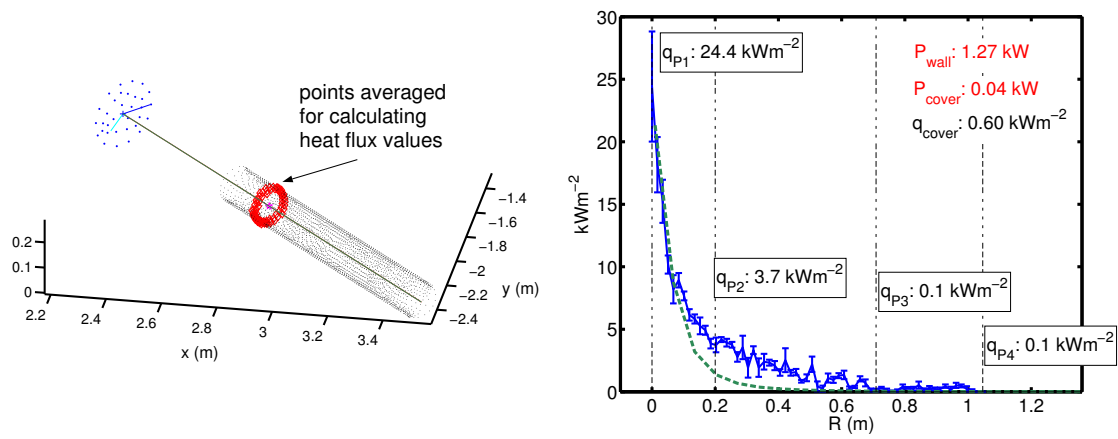 points averaged
for calculating
heat flux values
0.2
0.1
0
2.2
2.4
2.6
2.8
3.0
3.2
3.4
x (m)
−1.4
−1.6
−1.8
−2
−2.2
−2.4
y (m)
30
25
20
15
10
5
0
kWm−2
q_P1: 24.4 kWm−2
P_wall: 1.27 kW
P_cover: 0.04 kW
q_cover: 0.60 kWm−2
q_P2: 3.7 kWm−2
q_P3: 0.1 kWm−2
q_P4: 0.1 kWm−2
0
0.2
0.4
0.6
0.8
1
1.2
R (m)